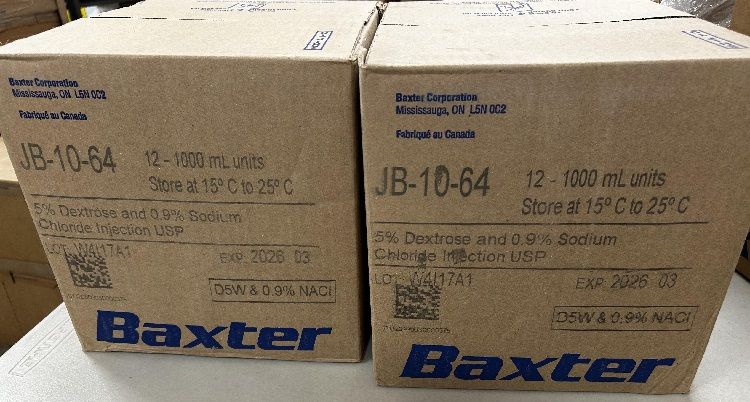 Baxter Corporation
Mississauga, ON L5N 0C2
Fabriqué au Canada
JB-10-64
12 - 1000 mL units
Store at 15º C to 25º C
5% Dextrose and 0.9% Sodium
Chloride Injection USP
LOT W4I17A1
EXP 2026 03
D5W & 0.9% NACl
Baxter
Baxter Corporation
Mississauga, ON L5N 0C2
Fabriqué au Canada
JB-10-64
12 - 1000 mL units
Store at 15º C to 25º C
5% Dextrose and 0.9% Sodium
Chloride Injection USP
LOT W4I17A1
EXP 2026 03
D5W & 0.9% NACl
Baxter